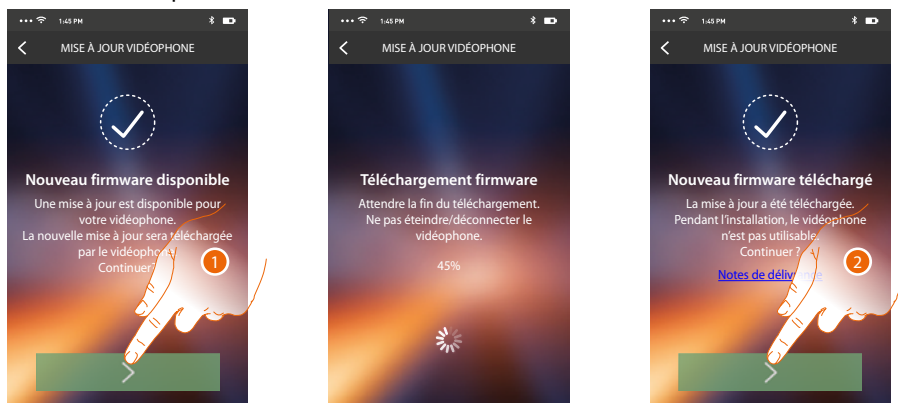 1:45 PM
MISE À JOUR VIDÉOPHONE
Nouveau firmware disponible
Une mise à jour est disponible pour
votre vidéophone.
La nouvelle mise à jour sera téléchargée
par le vidéophone.
Continuer?
1
1:45 PM
MISE À JOUR VIDÉOPHONE
Téléchargement firmware
Attendre la fin du téléchargement.
Ne pas éteindre/déconnecter le
vidéophone.
45%
1:45 PM
MISE À JOUR VIDÉOPHONE
Nouveau firmware téléchargé
La mise à jour a été téléchargée.
Pendant l'installation, le vidéophone
n'est pas utilisable.
Continuer ?
2
Notes de délivrance